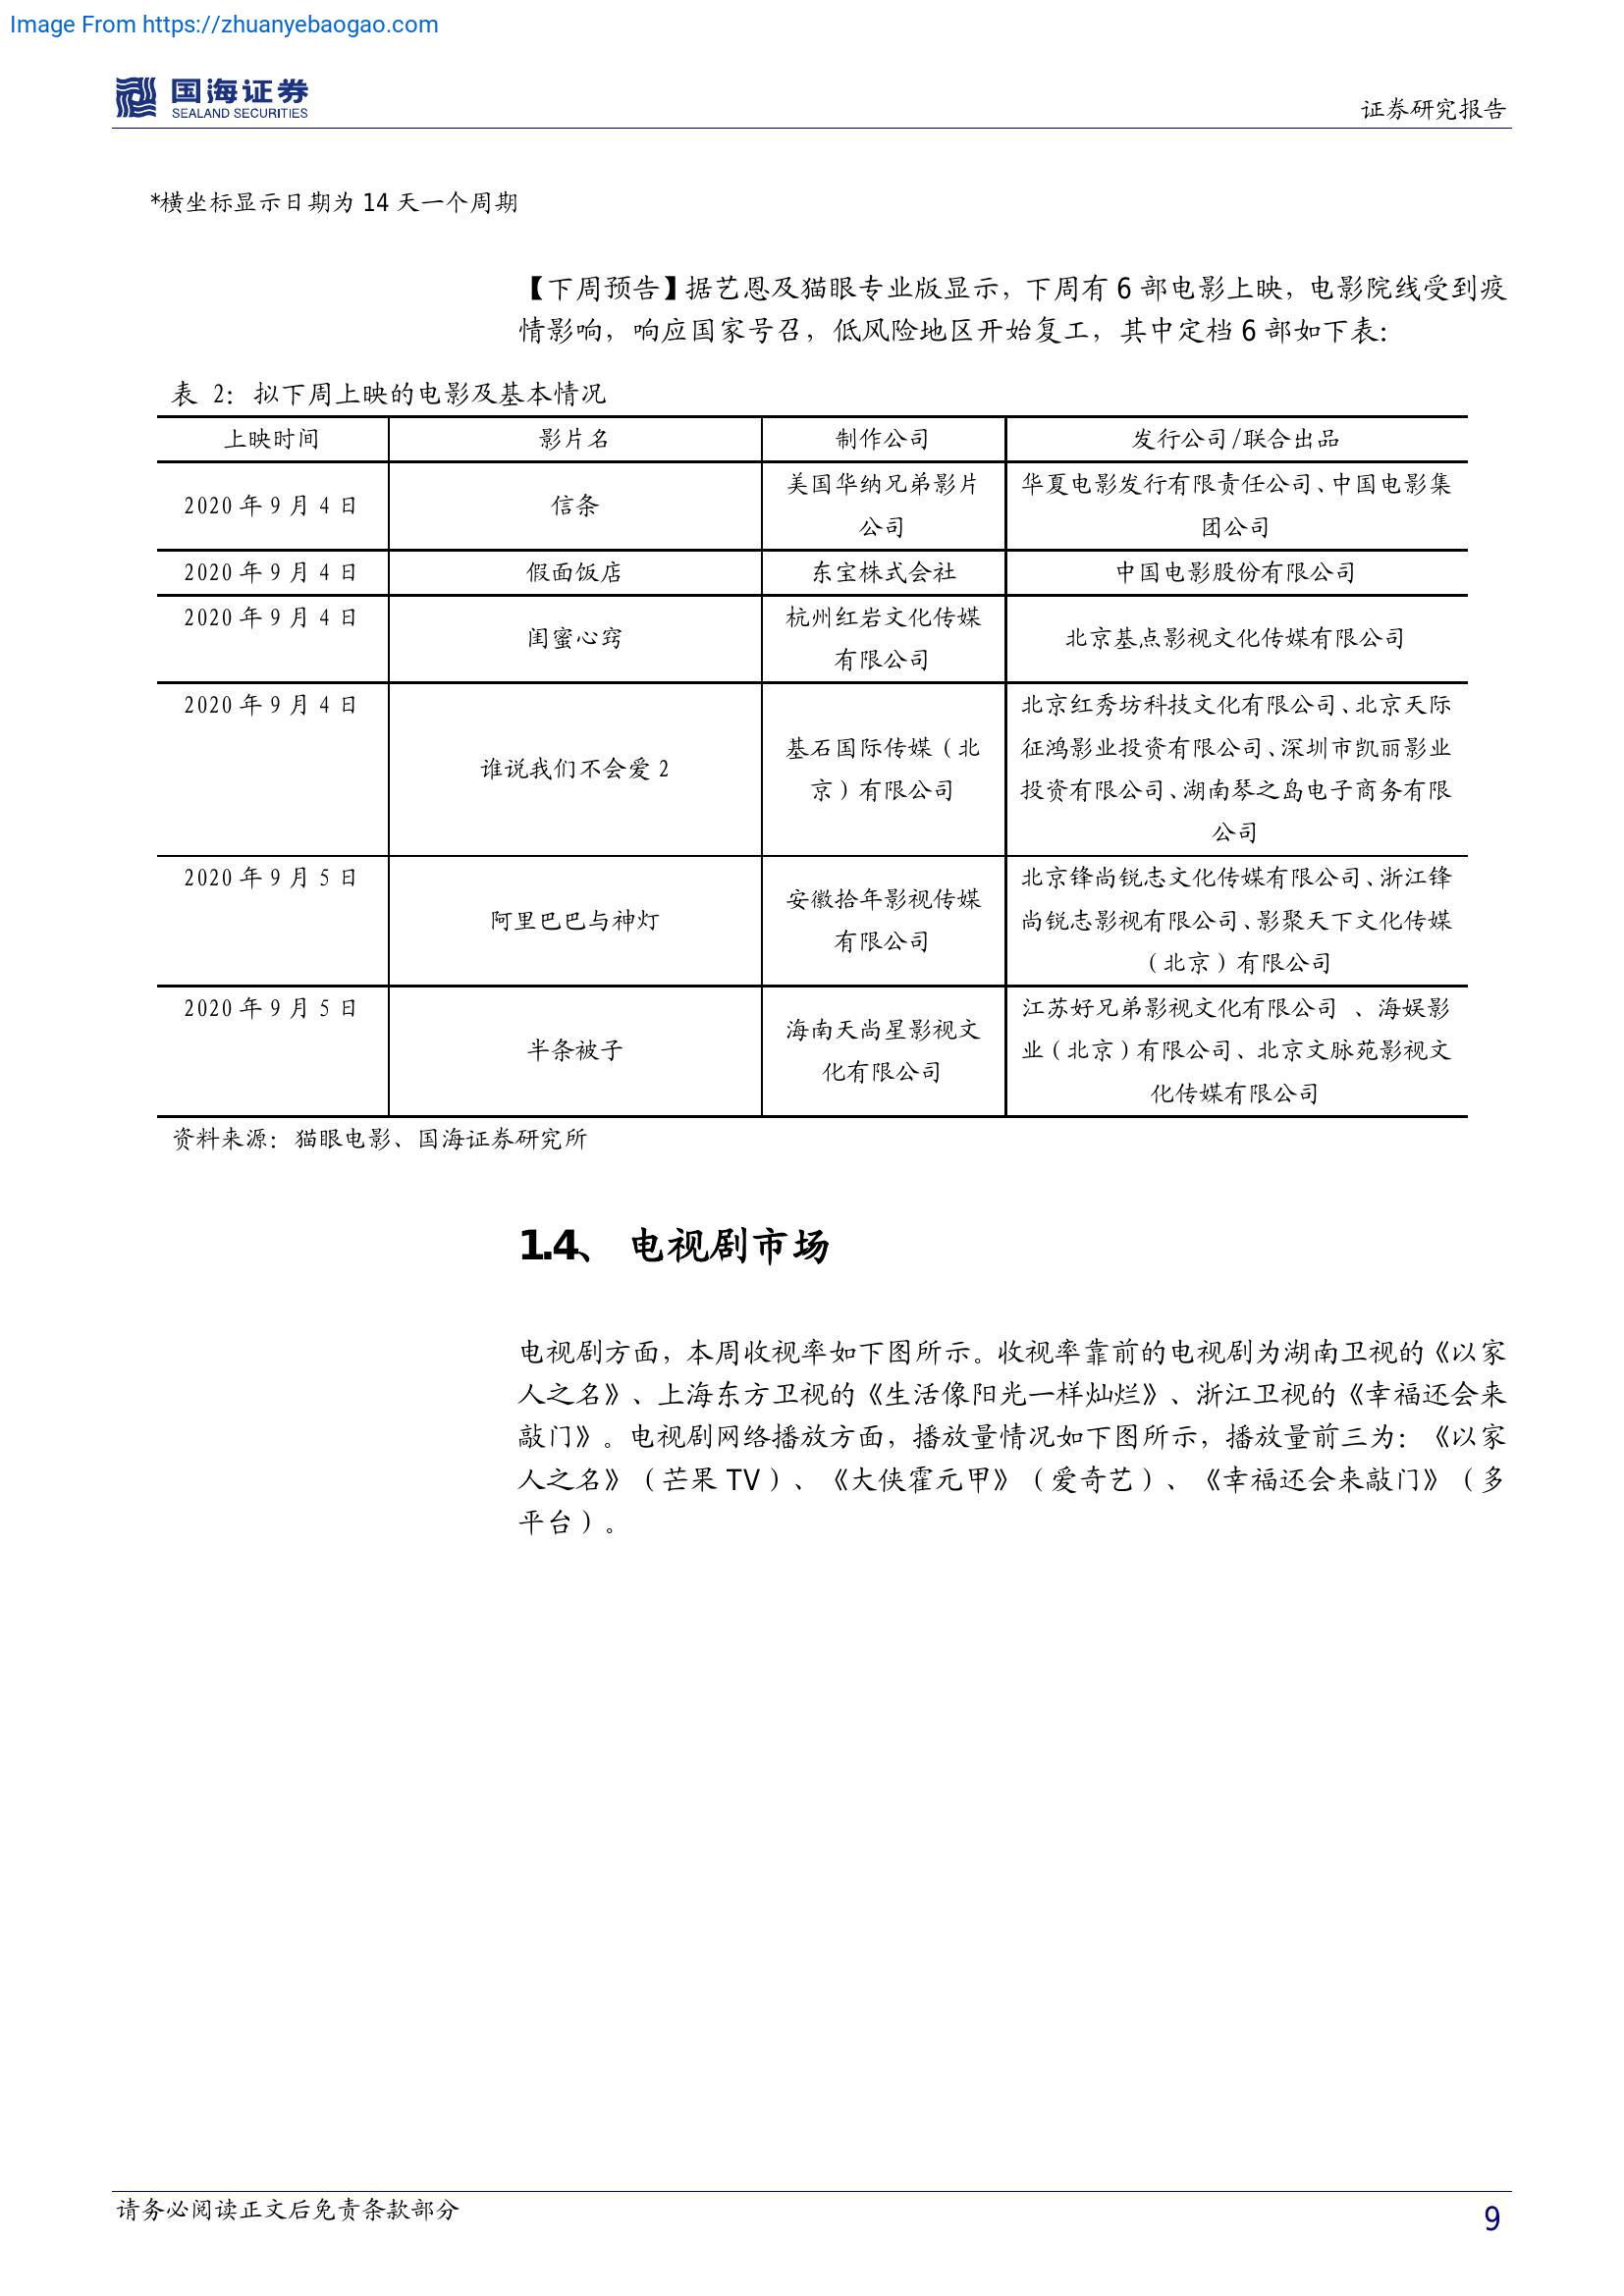 Image From https://zhuanyebaogao.com
国海证券
SEALAND SECURITIES
证券研究报告
*横坐标显示日期为 14 天一个周期
【下周预告】据艺恩及猫眼专业版显示，下周有 6 部电影上映，电影院线受到疫
情影响，响应国家号召，低风险地区开始复工，其中定档 6 部如下表：
表 2：拟下周上映的电影及基本情况
上映时间 影片名 制作公司 发行公司/联合出品
2020 年 9 月 4 日 信条 美国华纳兄弟影片 华夏电影发行有限责任公司、中国电影集
公司 团公司
2020 年 9 月 4 日 假面饭店 东宝株式会社 中国电影股份有限公司
2020 年 9 月 4 日 闺蜜心窍 杭州红岩文化传媒 北京基点影视文化传媒有限公司
有限公司
2020 年 9 月 4 日 谁说我们不会爱 2 基石国际传媒（北 北京红秀坊科技文化有限公司、北京天际
京）有限公司 征鸿影业投资有限公司、深圳市凯丽影业
投资有限公司、湖南琴之岛电子商务有限
公司
2020 年 9 月 5 日 阿里巴巴与神灯 安徽拾年影视传媒 北京锋尚锐志文化传媒有限公司、浙江锋
有限公司 尚锐志影视有限公司、影聚天下文化传媒
（北京）有限公司
2020 年 9 月 5 日 半条被子 海南天尚星影视文 江苏好兄弟影视文化有限公司 、海娱影
化有限公司 业（北京）有限公司、北京文脉苑影视文
化传媒有限公司
资料来源：猫眼电影、国海证券研究所
1.4、 电视剧市场
电视剧方面，本周收视率如下图所示。收视率靠前的电视剧为湖南卫视的《以家
人之名》、上海东方卫视的《生活像阳光一样灿烂》、浙江卫视的《幸福还会来
敲门》。电视剧网络播放方面，播放量情况如下图所示，播放量前三为：《以家
人之名》（芒果 TV）、《大侠霍元甲》（爱奇艺）、《幸福还会来敲门》（多
平台）。
请务必阅读正文后免责条款部分
9